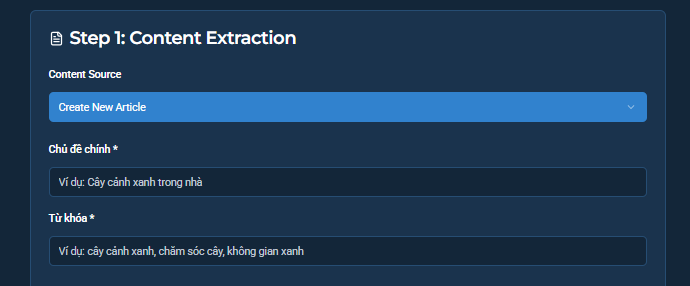 Step 1: Content Extraction
Content Source
Create New Article
Chủ đề chính *
Ví dụ: Cây cảnh xanh trong nhà
Từ khóa *
Ví dụ: cây cảnh xanh, chăm sóc cây, không gian xanh